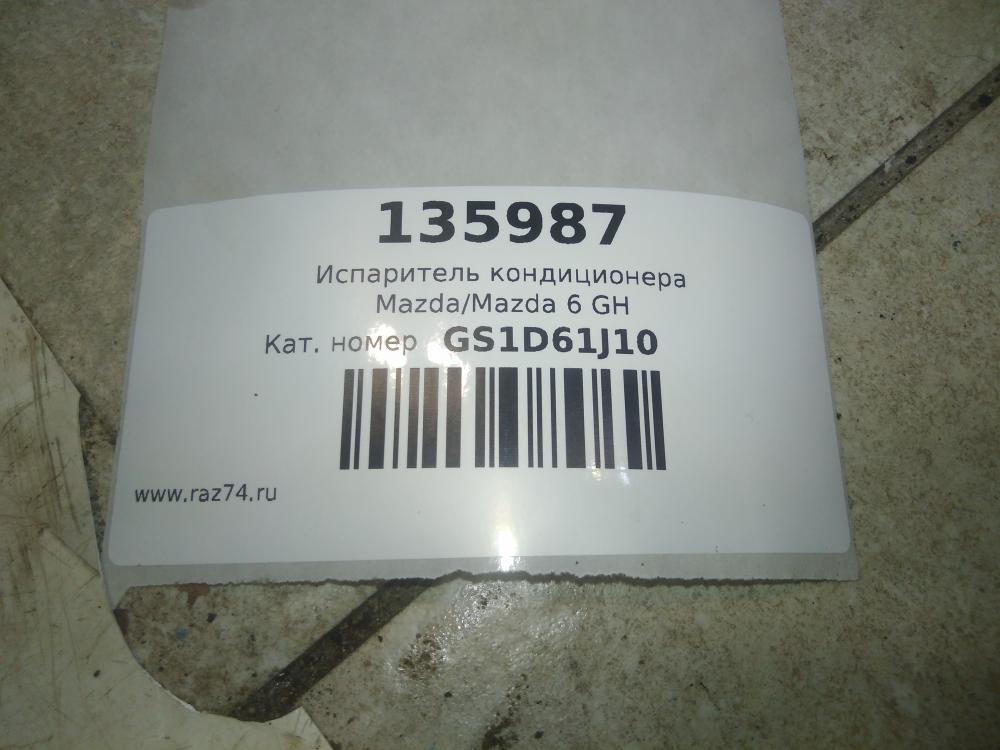 135987
Испаритель кондиционера
Mazda/Mazda 6 GH
Кат. номер GS1D61J10
www.raz74.ru